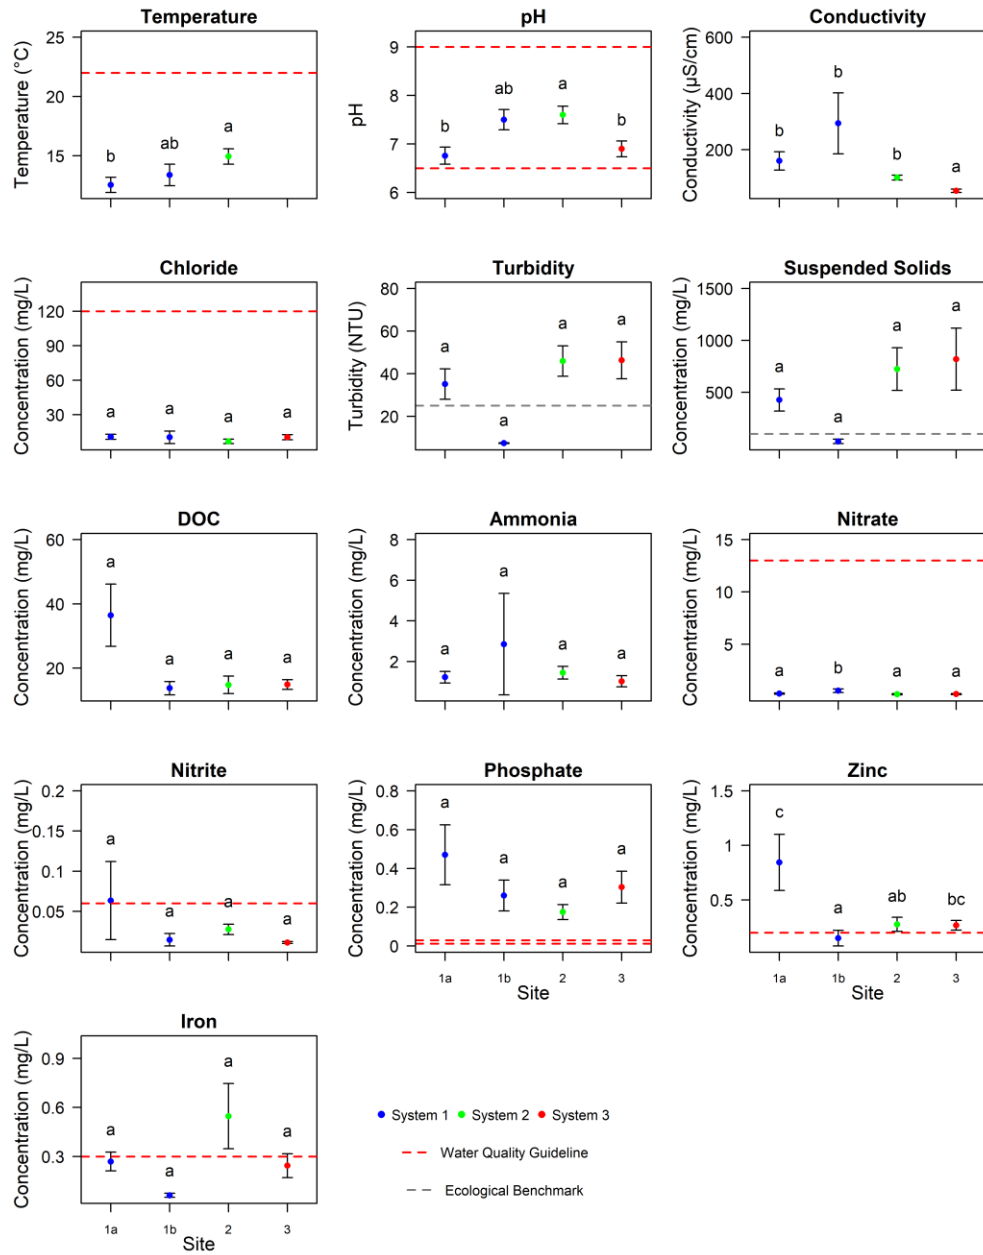 Temperature
Temperature (°C)
25
20
15
b
ab
a
pH
pH
9
8
7
6
b
ab
a
b
Conductivity
Conductivity (µS/cm)
600
400
200
b
b
b
a
Chloride
Concentration (mg/L)
120
90
60
30
a
a
a
a
Turbidity
Turbidity (NTU)
80
60
40
20
a
a
a
a
Suspended Solids
Concentration (mg/L)
1500
1000
500
a
a
a
a
DOC
Concentration (mg/L)
60
40
20
a
a
a
a
Ammonia
Concentration (mg/L)
8
6
4
2
a
a
a
a
Nitrate
Concentration (mg/L)
15
10
5
a
b
a
a
Nitrite
Concentration (mg/L)
0.2
0.15
0.1
0.05
a
a
a
a
Phosphate
Concentration (mg/L)
0.8
0.6
0.4
0.2
0
a
a
a
a
1a
1b
2
3
Site
Zinc
Concentration (mg/L)
1.5
1
0.5
c
a
ab
bc
1a
1b
2
3
Site
Iron
Concentration (mg/L)
0.9
0.6
0.3
a
a
a
a
1a
1b
2
3
Site
System 1
System 2
System 3
Water Quality Guideline
Ecological Benchmark